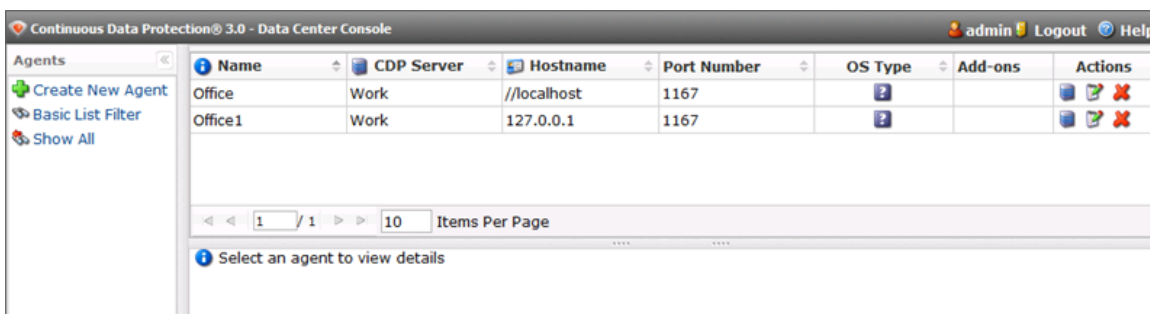 Continuous Data Protection® 3.0 - Data Center Console admin Logout Help
Agents
Create New Agent
Basic List Filter
Show All
Name CDP Server Hostname Port Number OS Type Add-ons Actions
Office Work //localhost 1167 ?
Office1 Work 127.0.0.1 1167 ?
1 / 1 10 Items Per Page
Select an agent to view details